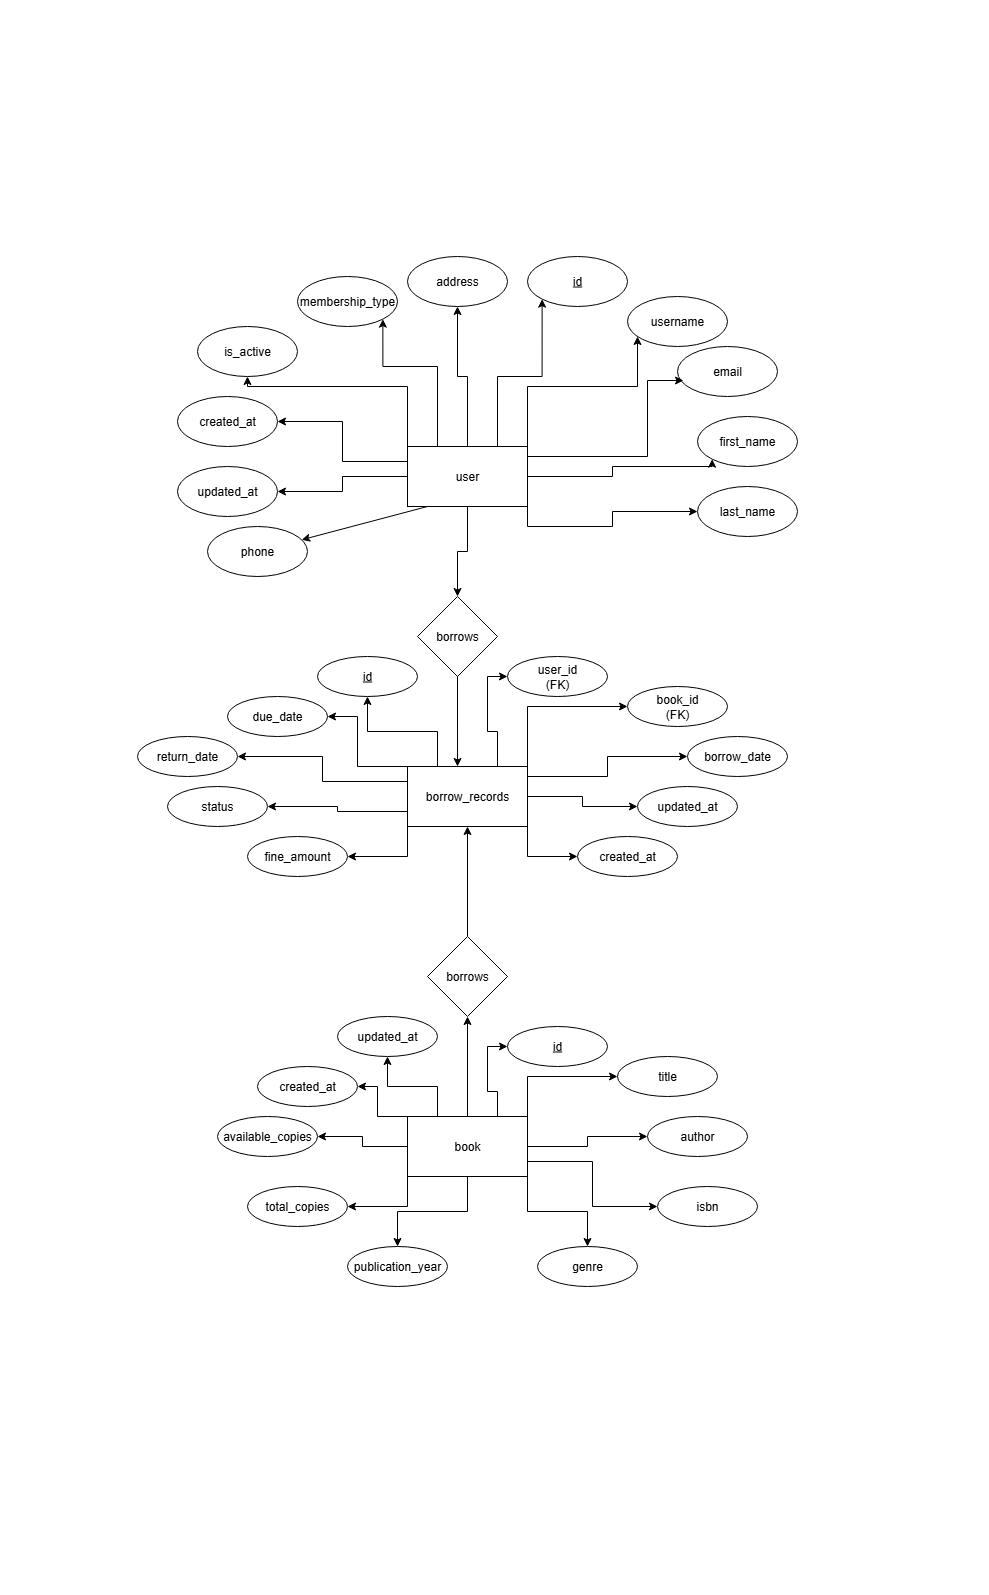 address
id
membership_type
username
is_active
email
created_at
first_name
user
updated_at
last_name
phone
borrows
id
user_id
(FK)
due_date
book_id
(FK)
return_date
borrow_date
borrow_records
status
updated_at
fine_amount
created_at
borrows
updated_at
id
created_at
title
available_copies
author
book
total_copies
isbn
publication_year
genre